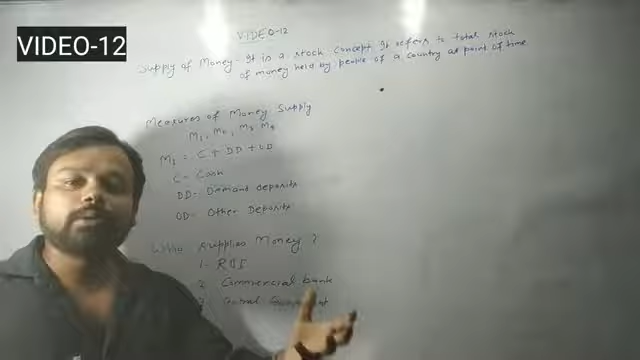 VIDEO-12
VIDEO-12
Supply of Money - It is a stock concept It refers to total stock
of money held by people of a country at point of time
Measures of Money Supply
M1, M2, M3 M4
M1 = C + DD + OD
C = Cash
DD = Demand deposits
OD = Other Deposits
Who supplies Money ?
1- RBI
2 Commercial bank
3